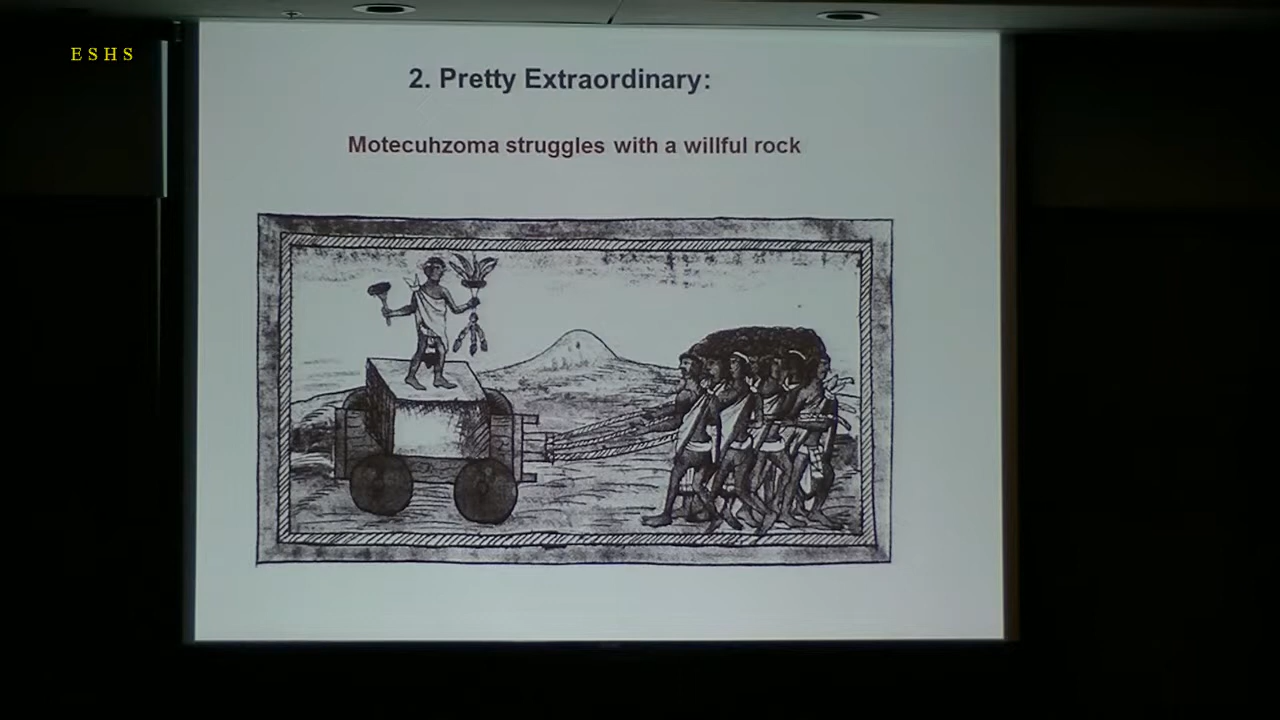 E S H S
2. Pretty Extraordinary:
Motecuhzoma struggles with a willful rock